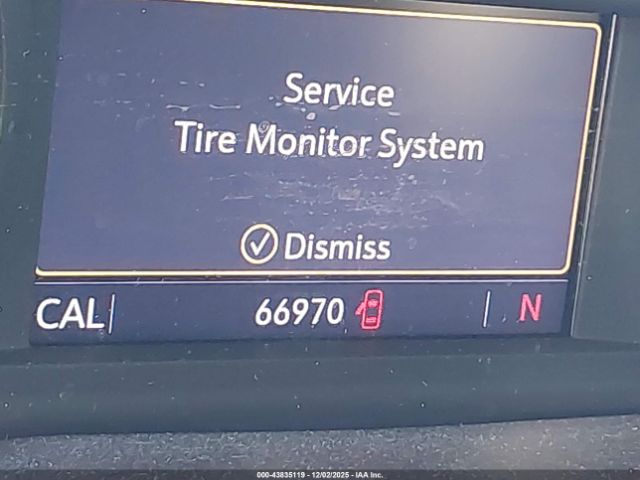 Service
Tire Monitor System
Dismiss
CAL 66970 N
000-43835119 - 12/02/2025 - IAA Inc.